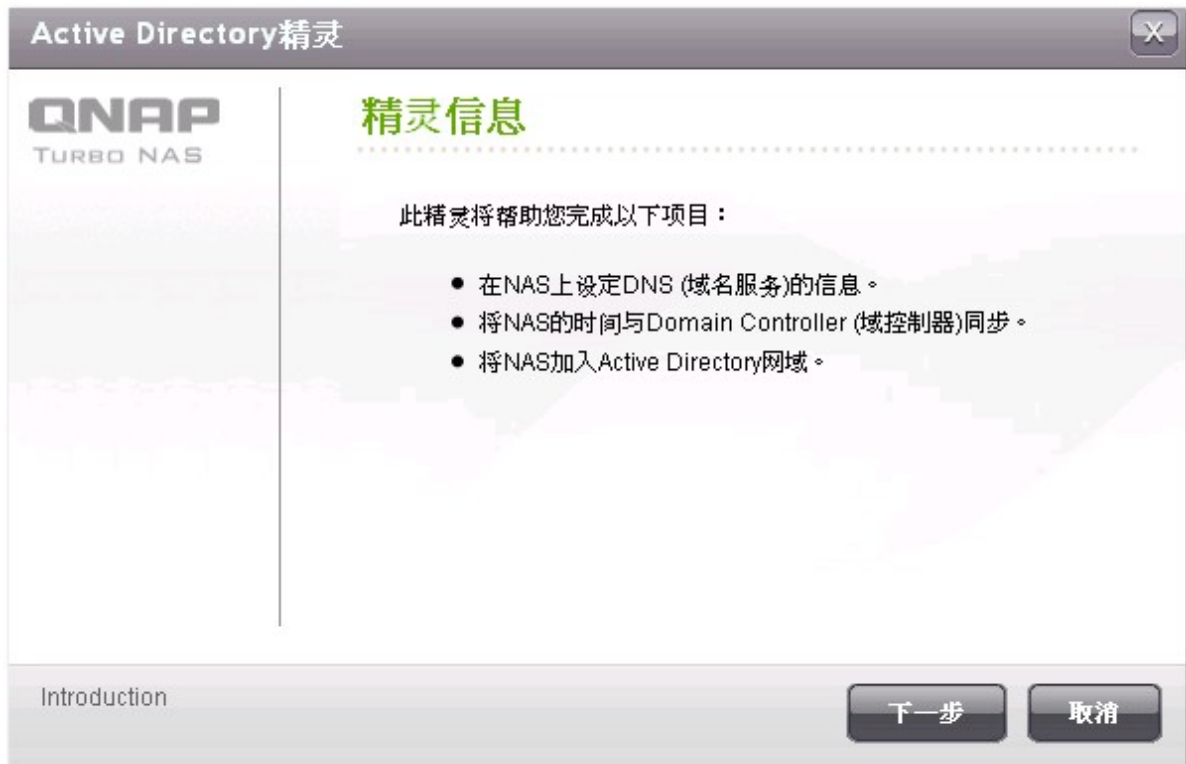 Active Directory精灵
X
QNAP
TURBO NAS
精灵信息
此精灵将帮助您完成以下项目：
● 在NAS上设定DNS (域名服务)的信息。
● 将NAS的时间与Domain Controller (域控制器)同步。
● 将NAS加入Active Directory网域。
Introduction
下一步
取消